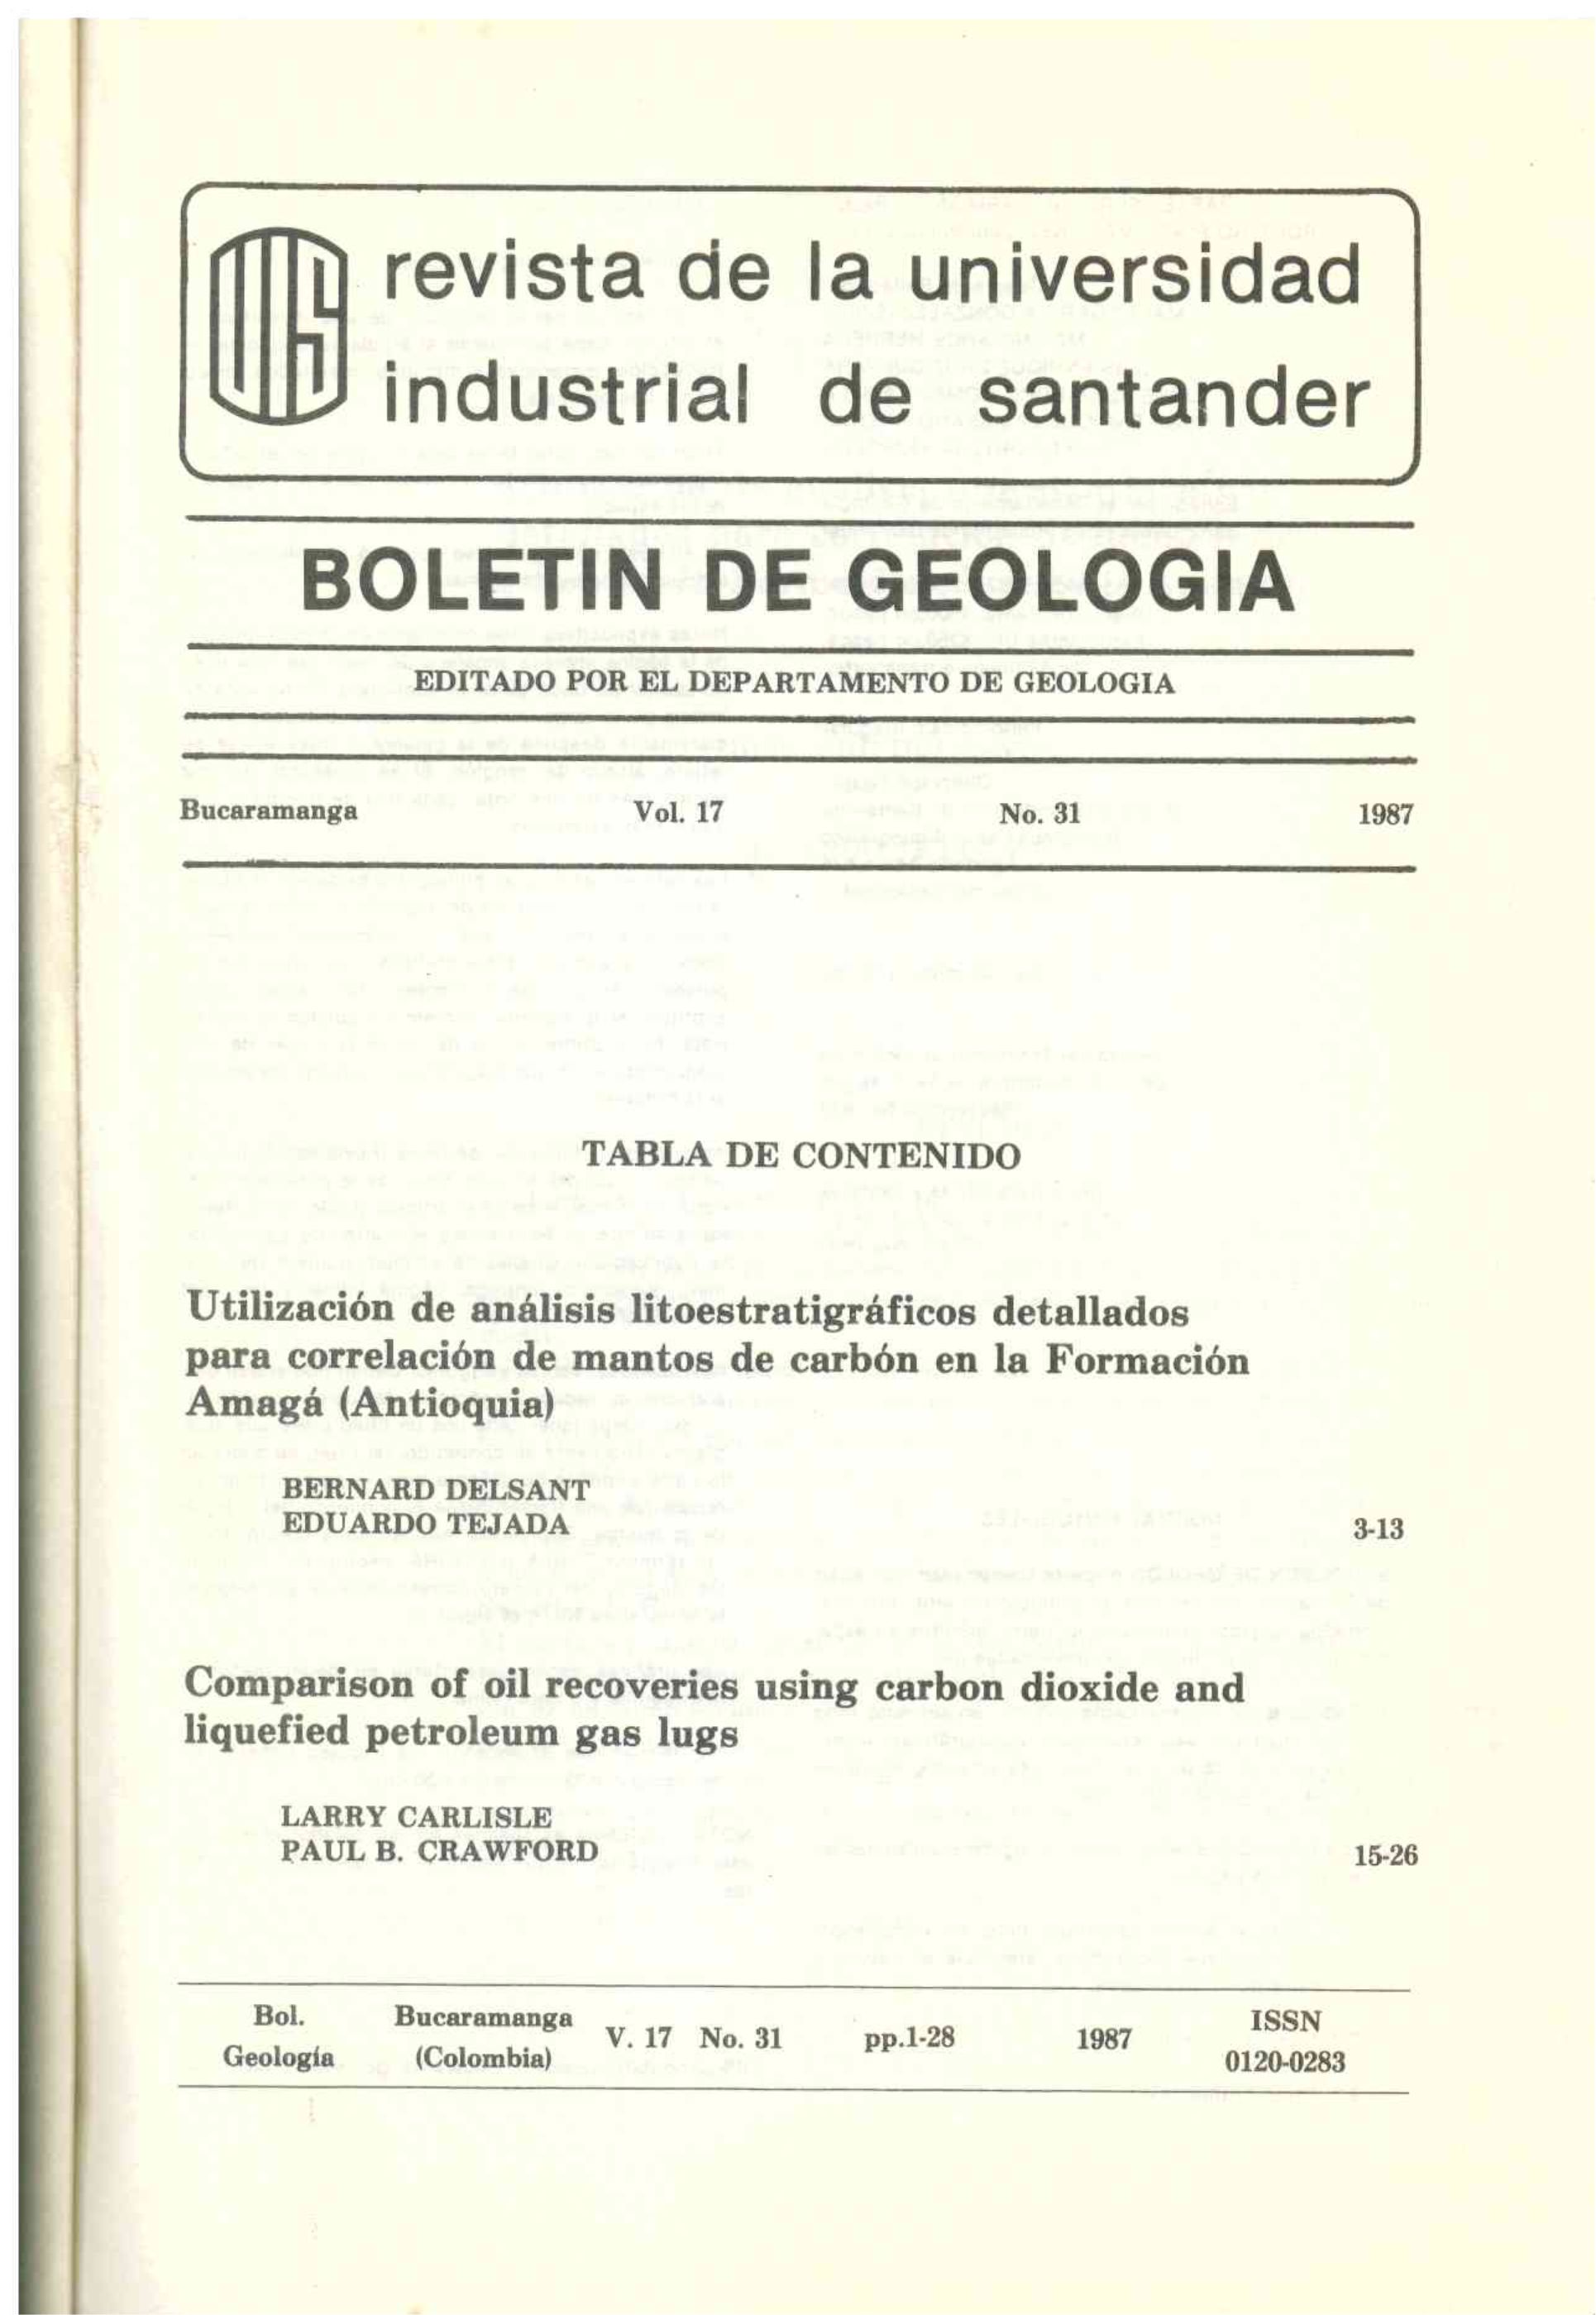 UIS
revista de la universidad
industrial de santander
BOLETIN DE GEOLOGIA
EDITADO POR EL DEPARTAMENTO DE GEOLOGIA
Bucaramanga Vol. 17 No. 31 1987
TABLA DE CONTENIDO
Utilización de análisis litoestratigráficos detallados
para correlación de mantos de carbón en la Formación
Amagá (Antioquia)
BERNARD DELSANT
EDUARDO TEJADA 3-13
Comparison of oil recoveries using carbon dioxide and
liquefied petroleum gas lugs
LARRY CARLISLE
PAUL B. CRAWFORD 15-26
Bol. Bucaramanga V. 17 No. 31 pp.1-28 1987 ISSN
Geología (Colombia) 0120-0283